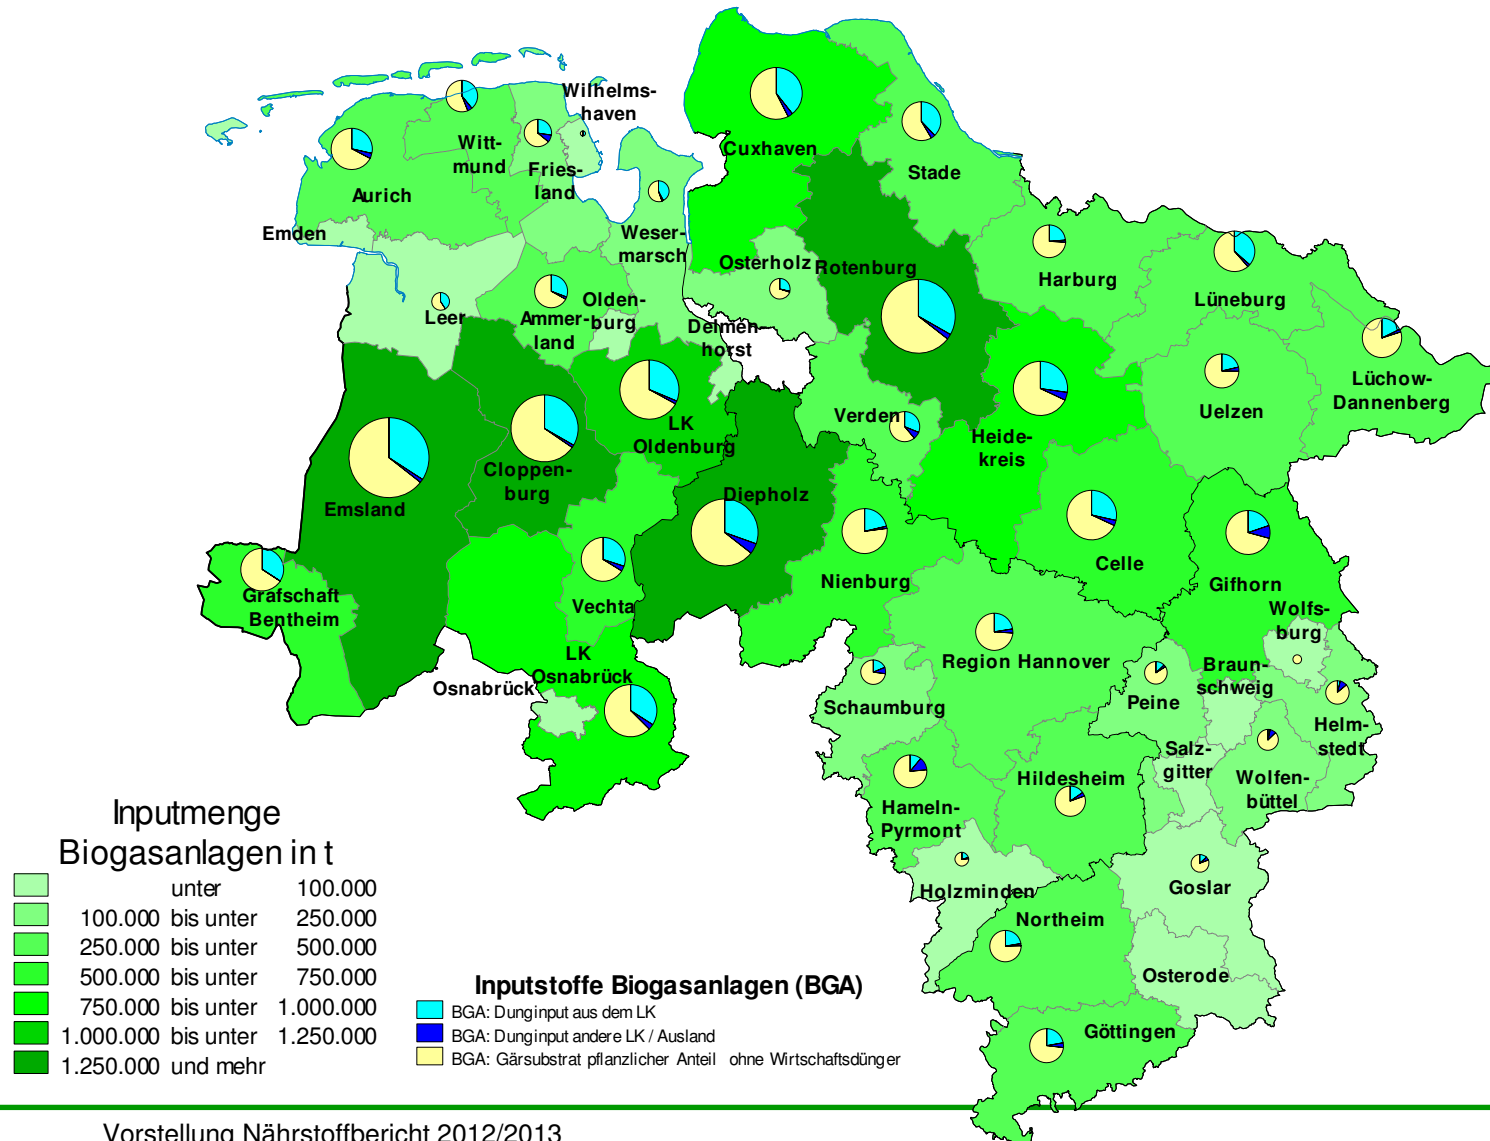 Wilhelms-
haven
Witt-
mund
Fries-
land
Aurich
Emden
Cuxhaven
Stade
Weser-
marsch
Osterholz
Rotenburg
Harburg
Lüneburg
Leer
Ammer-
land
Olden-
burg
Delmen-
horst
Lüchow-
Dannenberg
Uelzen
Verden
Heide-
kreis
LK
Oldenburg
Cloppen-
burg
Emsland
Diepholz
Nienburg
Celle
Gifhorn
Grafschaft
Bentheim
Vechta
Wolfs-
burg
LK
Osnabrück
Osnabrück
Region Hannover
Braun-
schweig
Peine
Schaumburg
Helm-
stedt
Salz-
gitter
Wolfen-
büttel
Hildesheim
Hameln-
Pyrmont
Holzminden
Goslar
Northeim
Osterode
Göttingen
Inputmenge
Biogasanlagen in t
unter 100.000
100.000 bis unter 250.000
250.000 bis unter 500.000
500.000 bis unter 750.000
750.000 bis unter 1.000.000
1.000.000 bis unter 1.250.000
1.250.000 und mehr
Inputstoffe Biogasanlagen (BGA)
BGA: Dunginput aus dem LK
BGA: Dunginput andere LK / Ausland
BGA: Gärsubstrat pflanzlicher Anteil ohne Wirtschaftsdünger
Vorstellung Nährstoffbericht 2012/2013